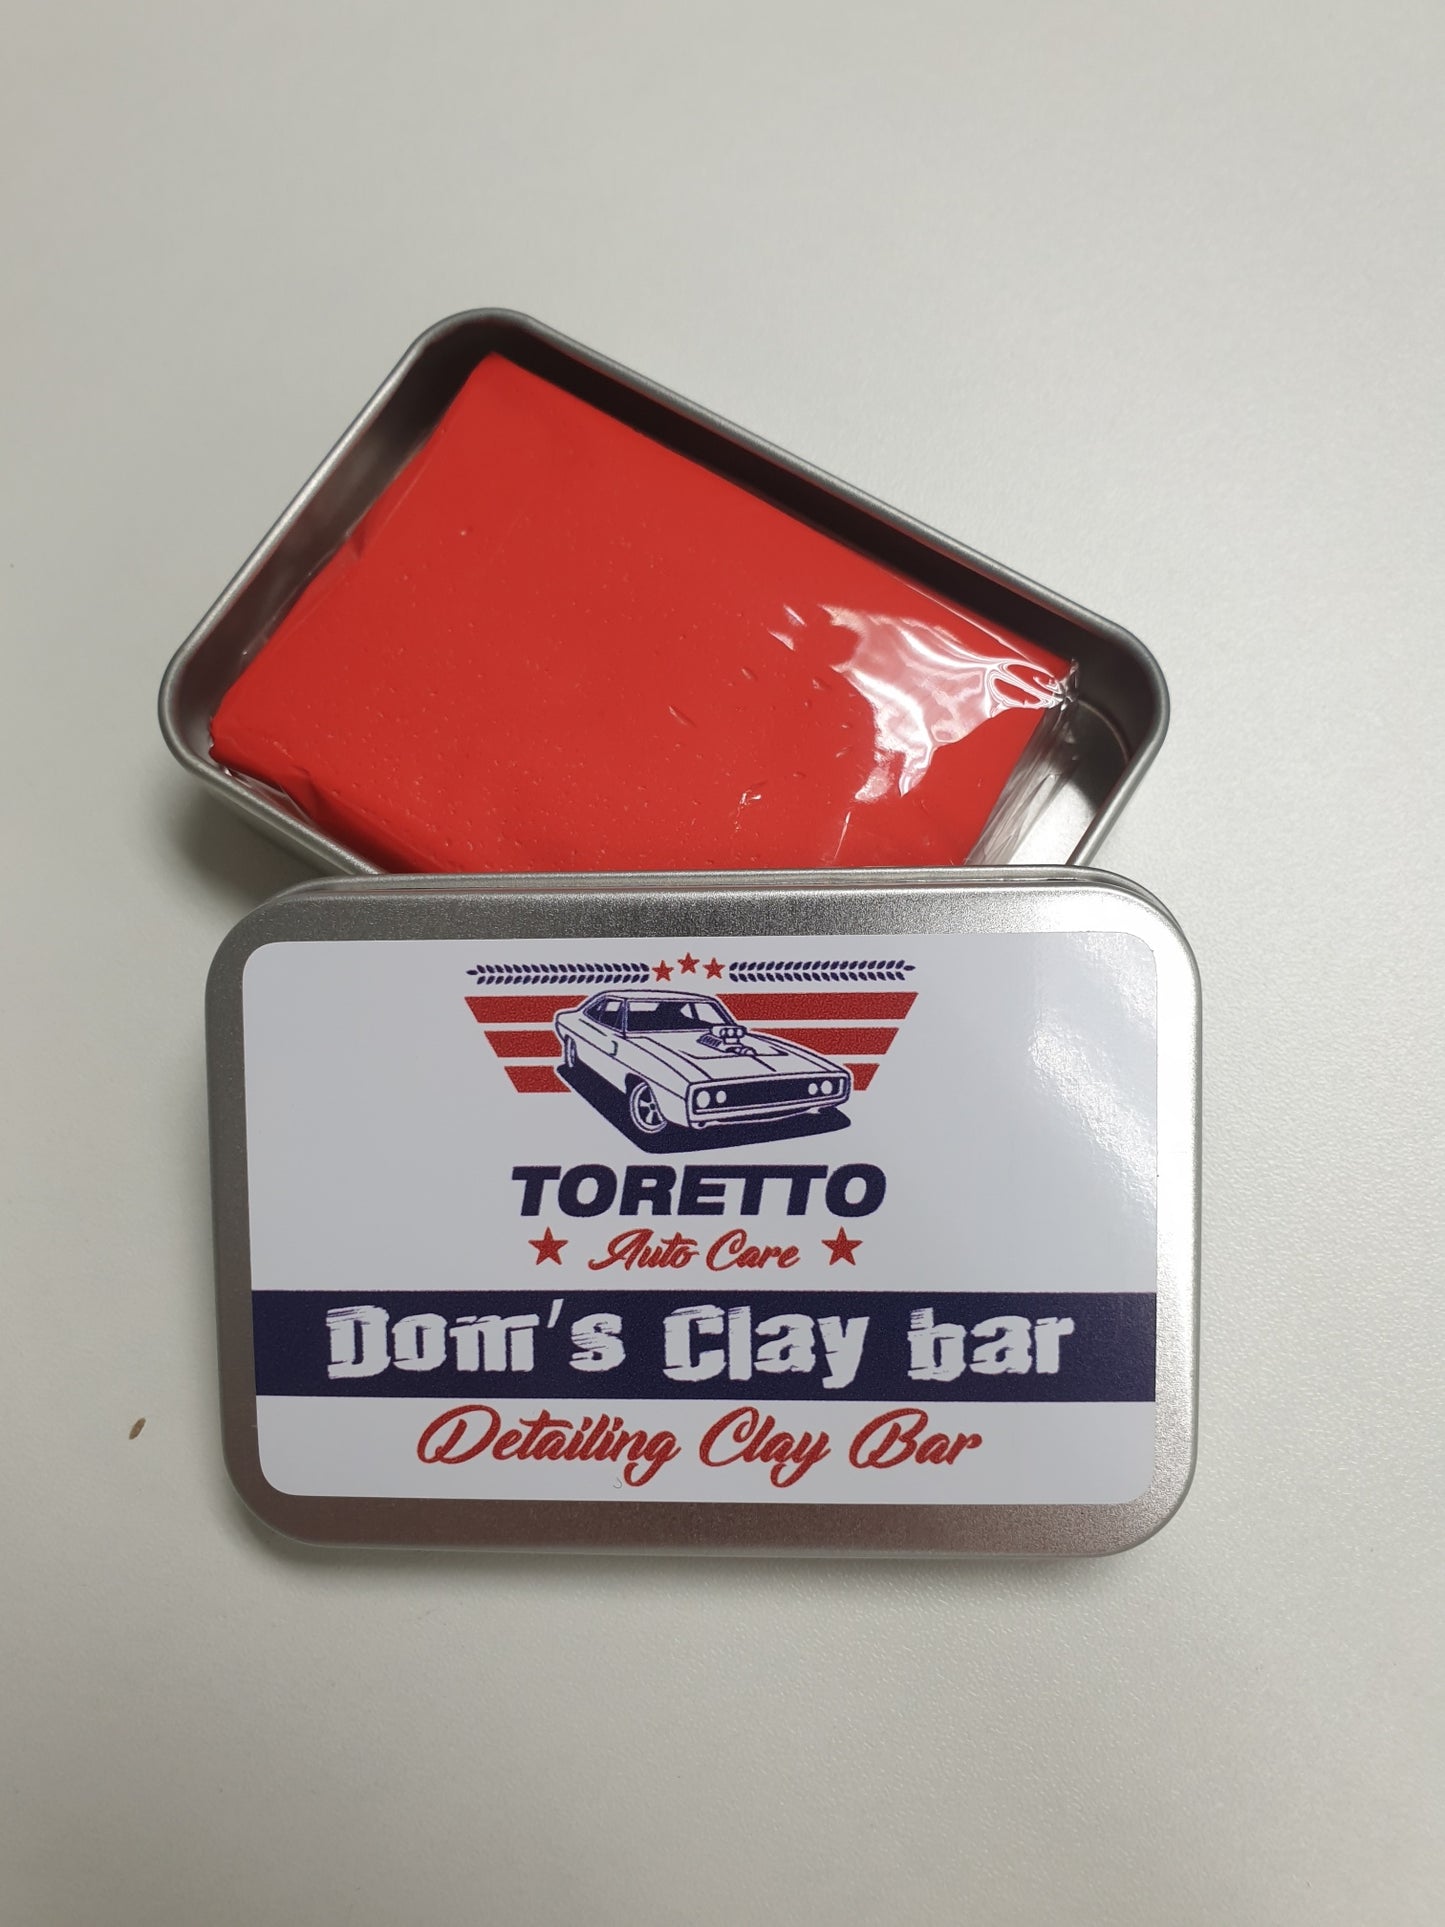 TORETTO
Auto Care
Dom's Clay bar
Detailing Clay Bar